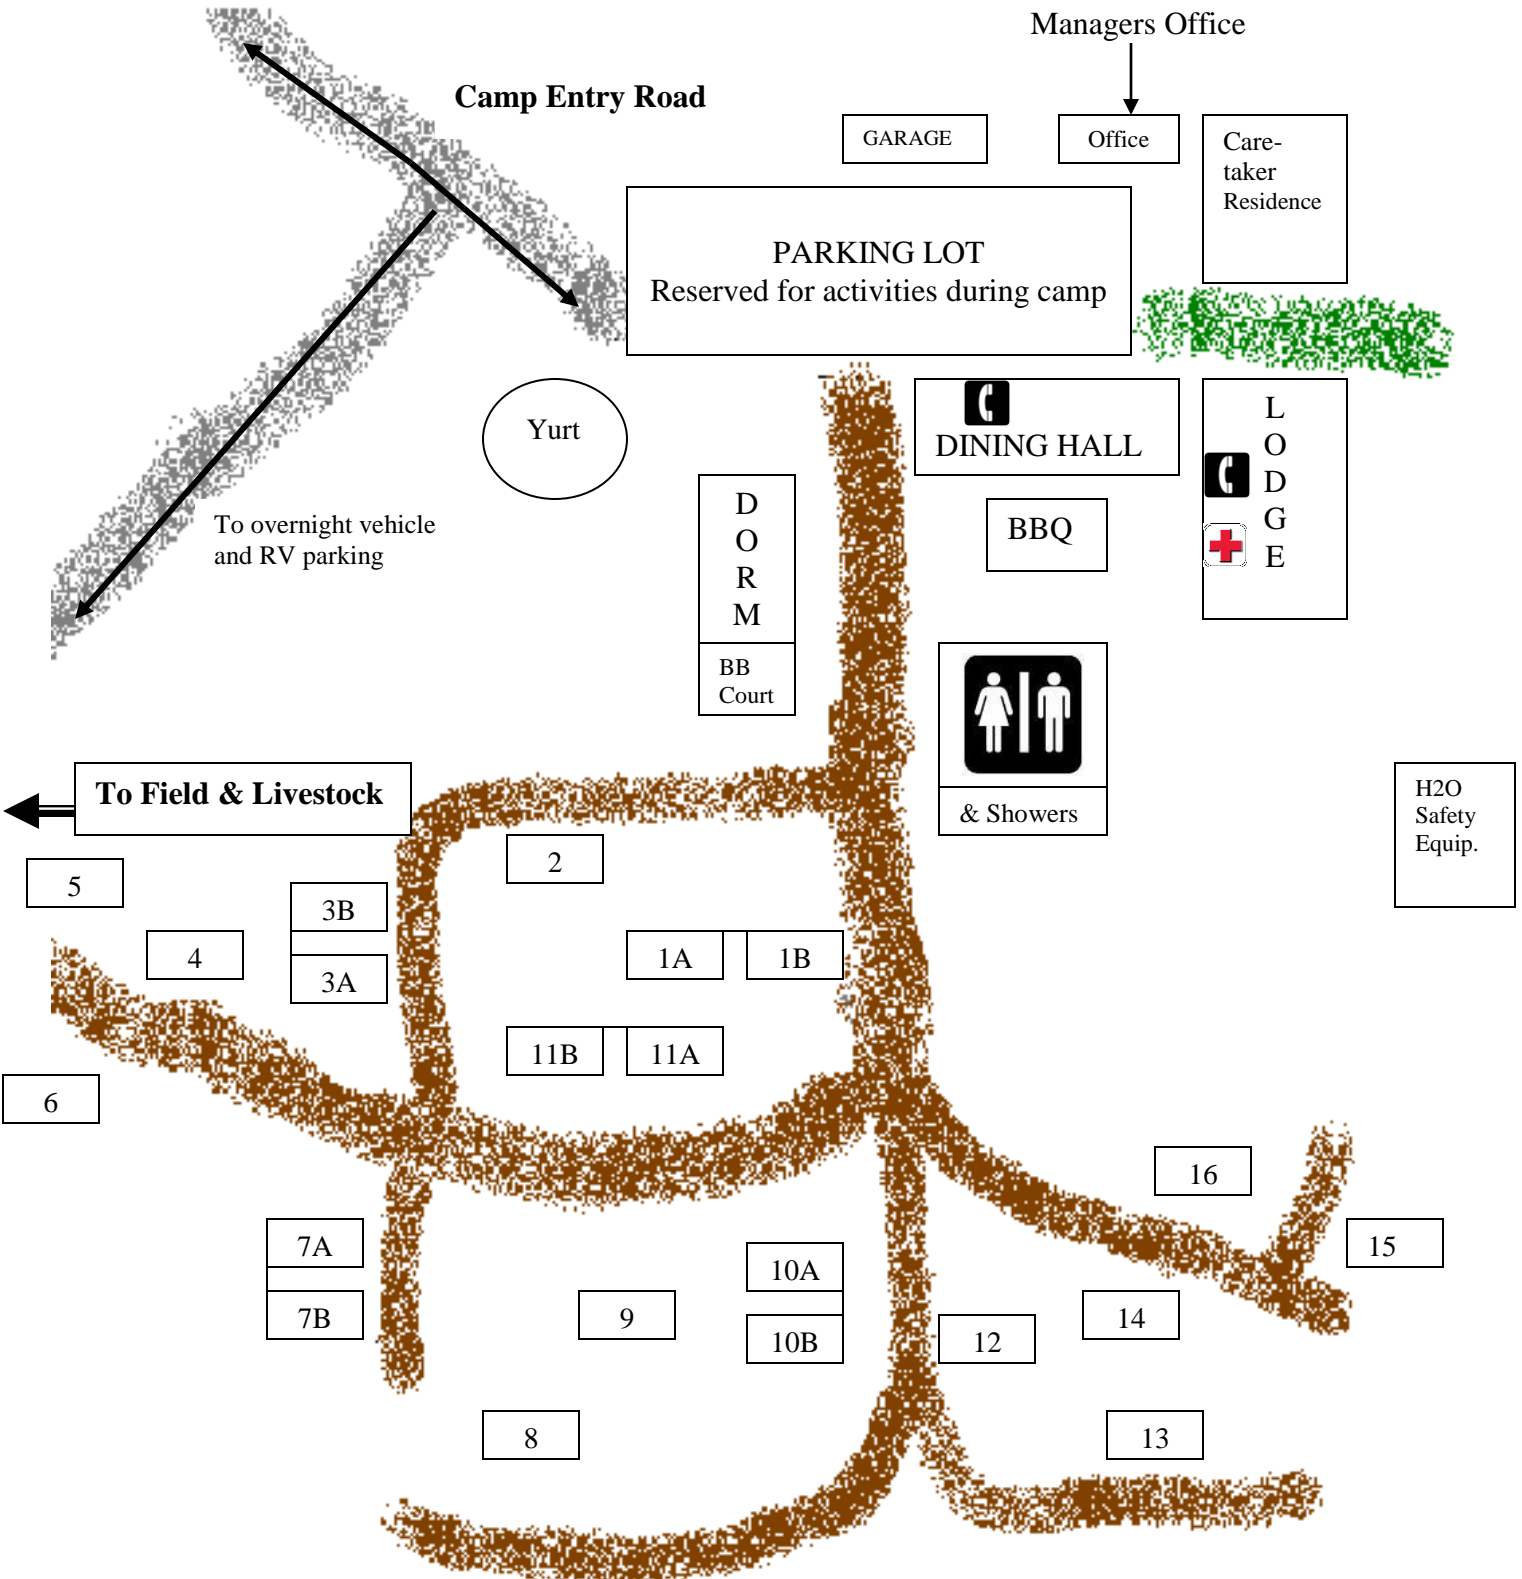 Managers Office
Camp Entry Road
GARAGE
Office
Care-
taker
Residence
PARKING LOT
Reserved for activities during camp
Yurt
DINING HALL
L
O
D
G
E
D
O
R
M
BBQ
To overnight vehicle
and RV parking
BB
Court
To Field & Livestock
& Showers
H2O
Safety
Equip.
2
5
3B
4
3A
1A
1B
11B
11A
6
16
7A
15
10A
7B
9
14
10B
12
8
13